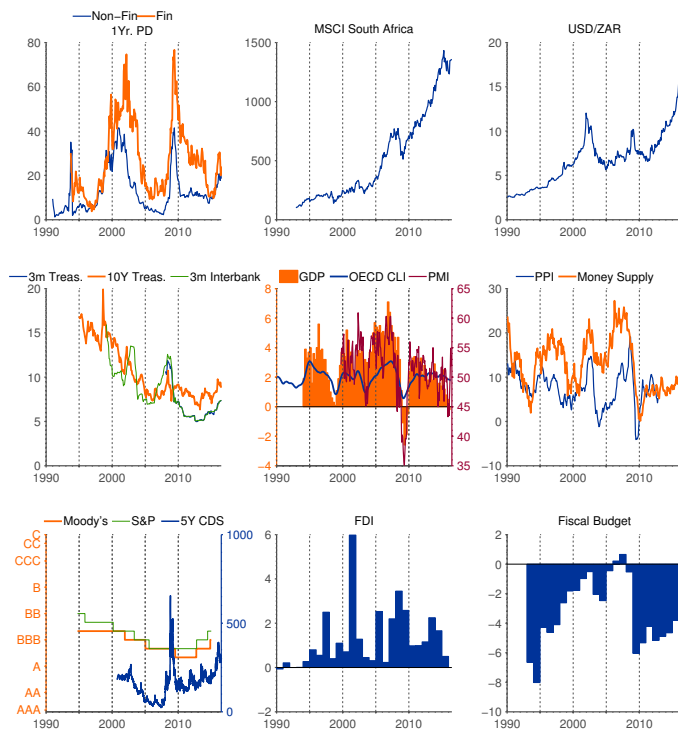 Non-Fin Fin
1Yr. PD
80
60
40
20
0
1990 2000 2010
MSCI South Africa
1500
1000
500
0
1990 2000 2010
USD/ZAR
20
15
10
5
0
1990 2000 2010
3m Treas. 10Y Treas. 3m Interbank
20
15
10
5
0
1990 2000 2010
GDP OECD CLI PMI
8
6
4
2
0
-2
-4
65
60
55
50
45
40
35
1990 2000 2010
PPI Money Supply
30
20
10
0
-10
1990 2000 2010
Moody's S&P 5Y CDS
C
CC
CCC
B
BB
BBB
A
AA
AAA
1000
500
0
1990 2000 2010
FDI
6
4
2
0
-2
1990 2000 2010
Fiscal Budget
2
0
-2
-4
-6
-8
-10
1990 2000 2010